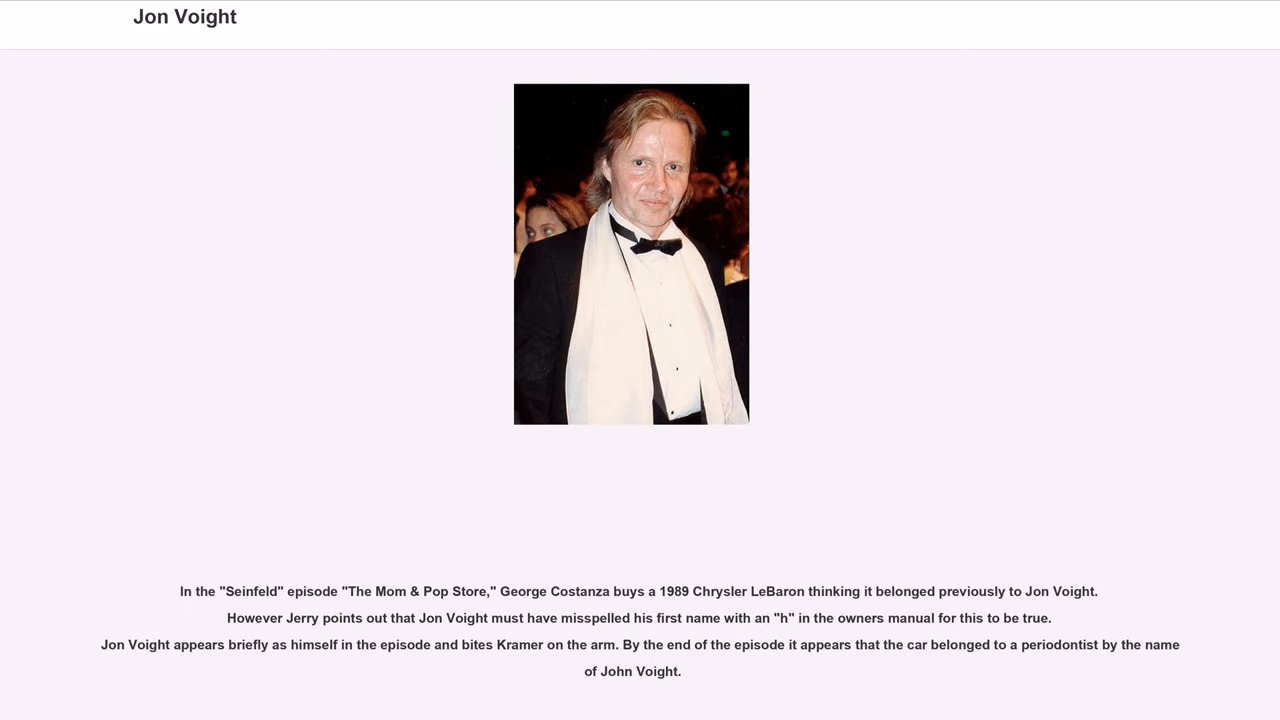 Jon Voight
In the "Seinfeld" episode "The Mom & Pop Store," George Costanza buys a 1989 Chrysler LeBaron thinking it belonged previously to Jon Voight.
However Jerry points out that Jon Voight must have misspelled his first name with an "h" in the owners manual for this to be true.
Jon Voight appears briefly as himself in the episode and bites Kramer on the arm. By the end of the episode it appears that the car belonged to a periodontist by the name
of John Voight.